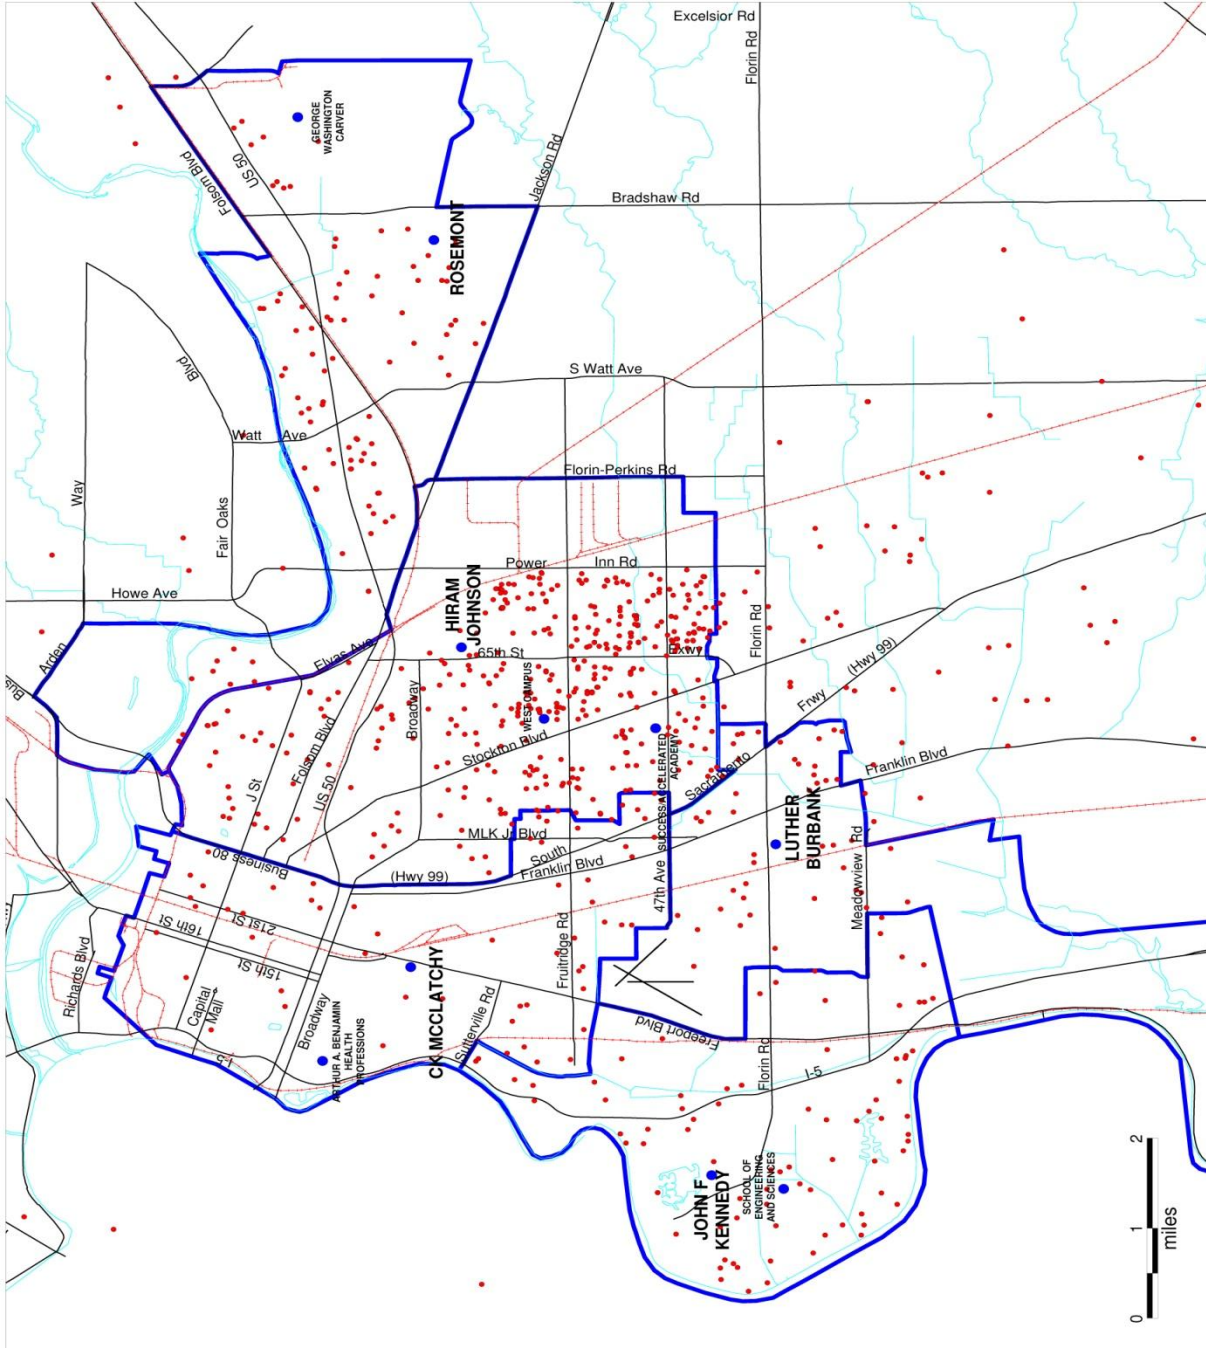 Excelsior Rd
Florin Rd
GEORGE
WASHINGTON
CARVER
US 50
Folsom Blvd
Jackson Rd
Bradshaw Rd
ROSEMONT
Blvd
S Watt Ave
Watt Ave
Florin-Perkins Rd
Way
Fair Oaks
Power Inn Rd
Howe Ave
HIRAM
JOHNSON
Arden
Elvas Ave
65th St
Exwy
Florin Rd
(Hwy 99)
Frwy
Bus
Broadway
WEST CAMPUS
Stockton Blvd
Folsom Blvd
J St
US 50
SUCCESS ACCELERATED
ACADEMY
Sacramento
Franklin Blvd
LUTHER
BURBANK
MLK Jr Blvd
South
Business 80
(Hwy 99)
Franklin Blvd
47th Ave
Meadowview Rd
21st St
16th St
15th St
Richards Blvd
Fruitridge Rd
CK MCCLATCHY
Capital
Mall
Broadway
Sutterville Rd
Freeport Blvd
ARTHUR A. BENJAMIN
HEALTH
PROFESSIONS
I-5
Florin Rd
I-5
JOHN F
KENNEDY
SCHOOL OF
ENGINEERING
AND SCIENCES
0 1 2
miles